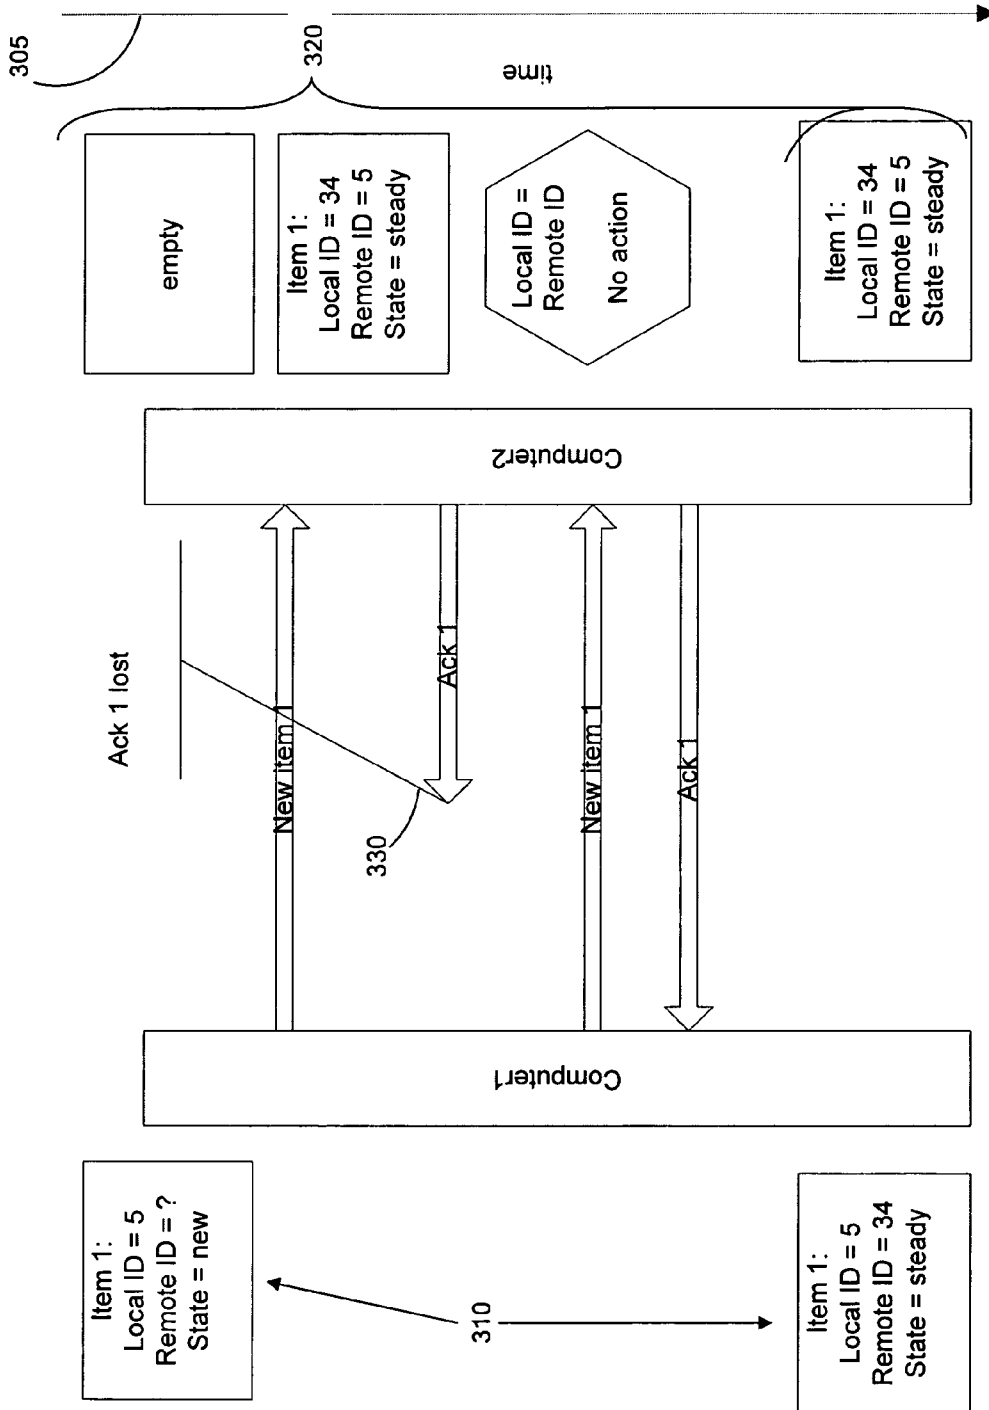 305
320
time
empty
Item 1:
Local ID = 34
Remote ID = 5
State = steady
Local ID =
Remote ID
No action
Item 1:
Local ID = 34
Remote ID = 5
State = steady
Computer2
Ack 1 lost
New item 1
Ack 1
330
New item 1
Ack 1
Computer1
Item 1:
Local ID = 5
Remote ID = ?
State = new
310
Item 1:
Local ID = 5
Remote ID = 34
State = steady